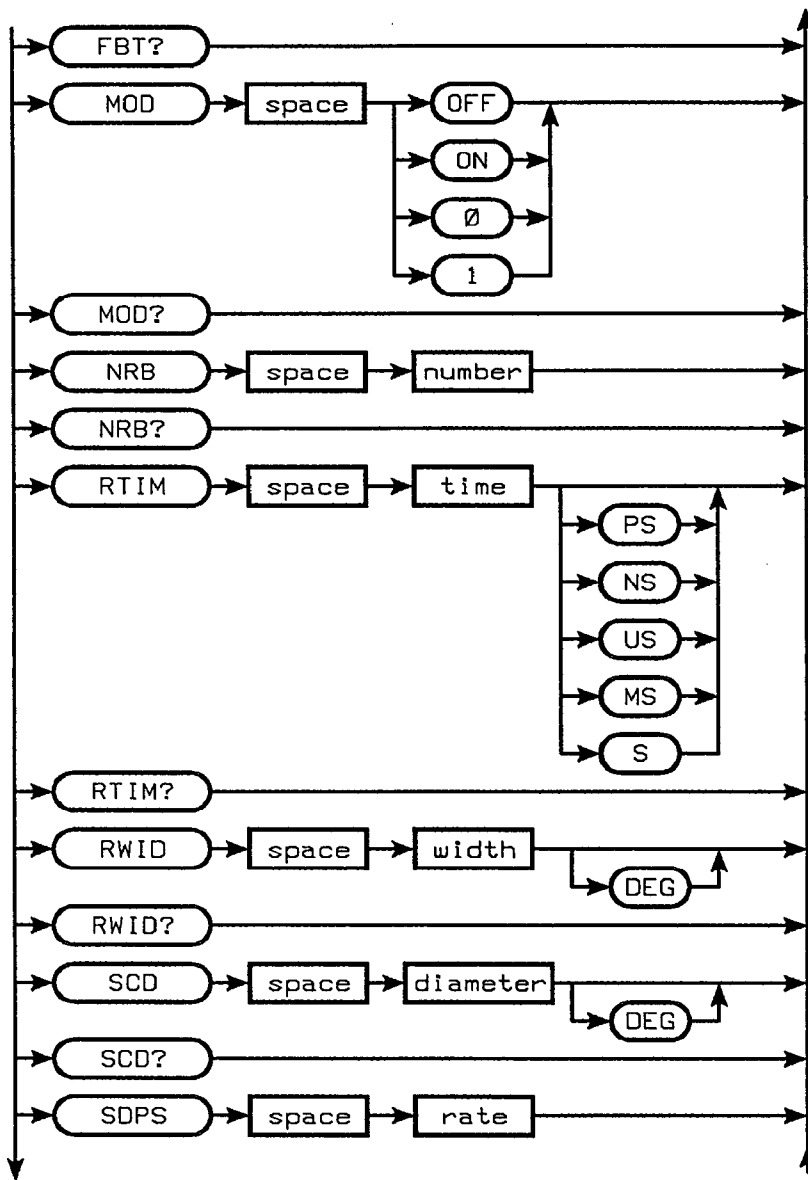 FBT?
MOD space OFF
ON
Ø
1
MOD?
NRB space number
NRB?
RTIM space time
PS
NS
US
MS
S
RTIM?
RWID space width
DEG
RWID?
SCD space diameter
DEG
SCD?
SDPS space rate